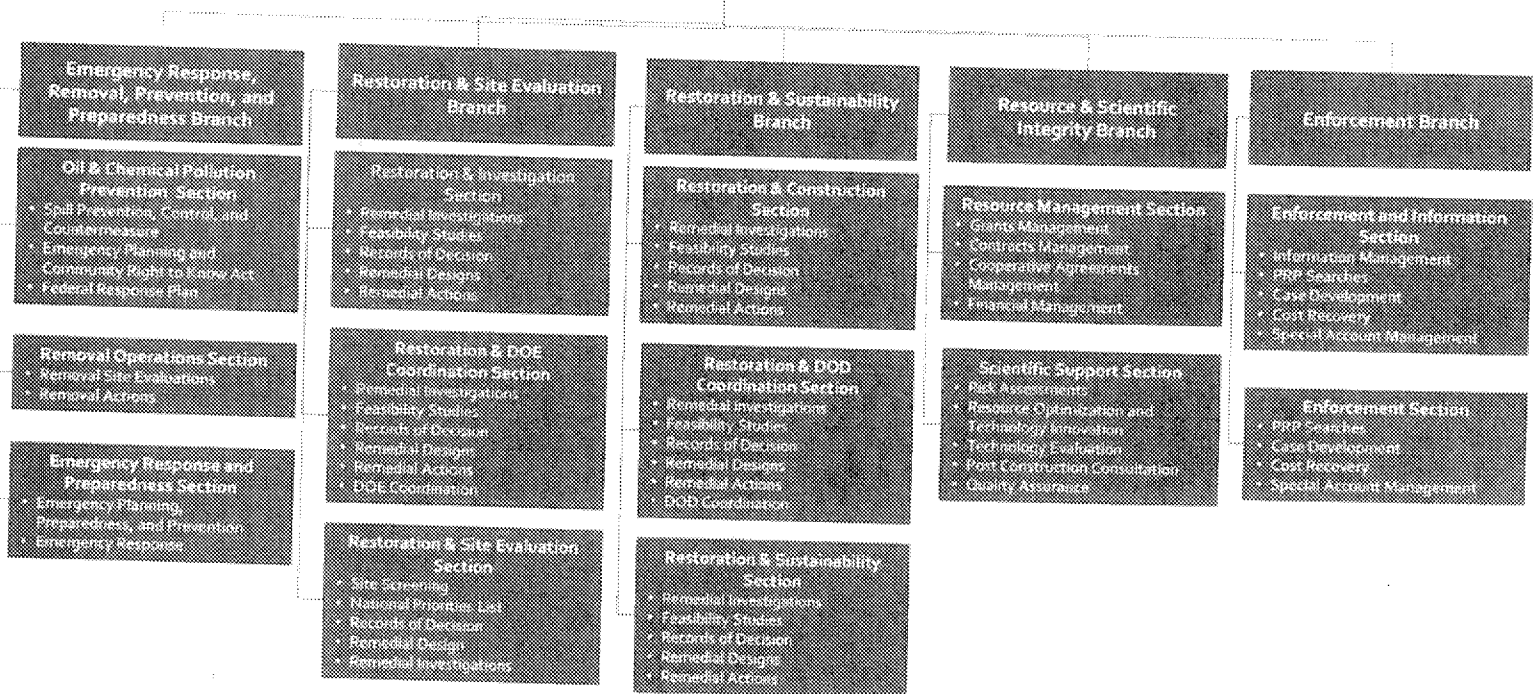 Emergency Response,
Removal, Prevention, and
Preparedness Branch
Oil & Chemical Pollution
Prevention Section
• Spill Prevention, Control, and
Countermeasure
• Emergency Planning and
Community Right to Know Act
• Federal Response Plan
Removal Operations Section
• Removal Site Evaluations
• Removal Actions
Emergency Response and
Preparedness Section
• Emergency Planning,
Preparedness, and Prevention
• Emergency Response
Restoration & Site Evaluation
Branch
Restoration & Investigation
Section
• Remedial Investigations
• Feasibility Studies
• Records of Decision
• Remedial Designs
• Remedial Actions
Restoration & DOE
Coordination Section
• Remedial Investigations
• Feasibility Studies
• Records of Decision
• Remedial Designs
• Remedial Actions
• DOE Coordination
Restoration & Site Evaluation
Section
• Site Screening
• National Priorities List
• Records of Decision
• Remedial Design
• Remedial Investigations
Restoration & Sustainability
Branch
Restoration & Construction
Section
• Remedial Investigations
• Feasibility Studies
• Records of Decision
• Remedial Designs
• Remedial Actions
Restoration & DOD
Coordination Section
• Remedial Investigations
• Feasibility Studies
• Records of Decision
• Remedial Designs
• Remedial Actions
• DOD Coordination
Restoration & Sustainability
Section
• Remedial Investigations
• Feasibility Studies
• Records of Decision
• Remedial Designs
• Remedial Actions
Resource & Scientific
Integrity Branch
Resource Management Section
• Grants Management
• Contracts Management
• Cooperative Agreements
Management
• Financial Management
Scientific Support Section
• Risk Assessments
• Resource Optimization and
Technology Innovation
• Technology Evaluation
• Post Construction Consultation
• Quality Assurance
Enforcement Branch
Enforcement and Information
Section
• Information Management
• PRP Searches
• Case Development
• Cost Recovery
• Special Account Management
Enforcement Section
• PRP Searches
• Case Development
• Cost Recovery
• Special Account Management